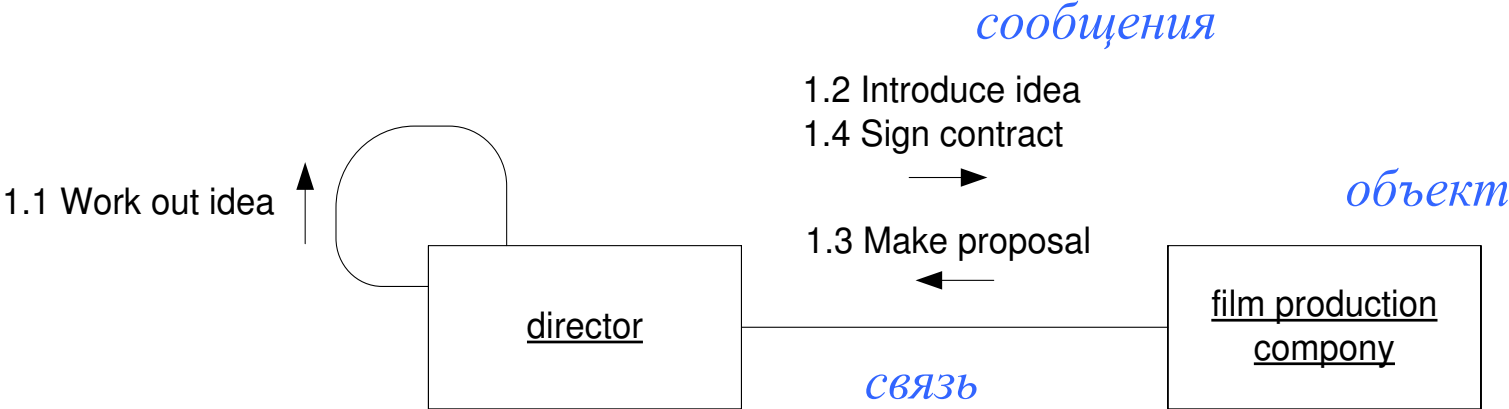 сообщения
1.2 Introduce idea
1.4 Sign contract
объект
1.1 Work out idea
1.3 Make proposal
director
film production
compony
связь